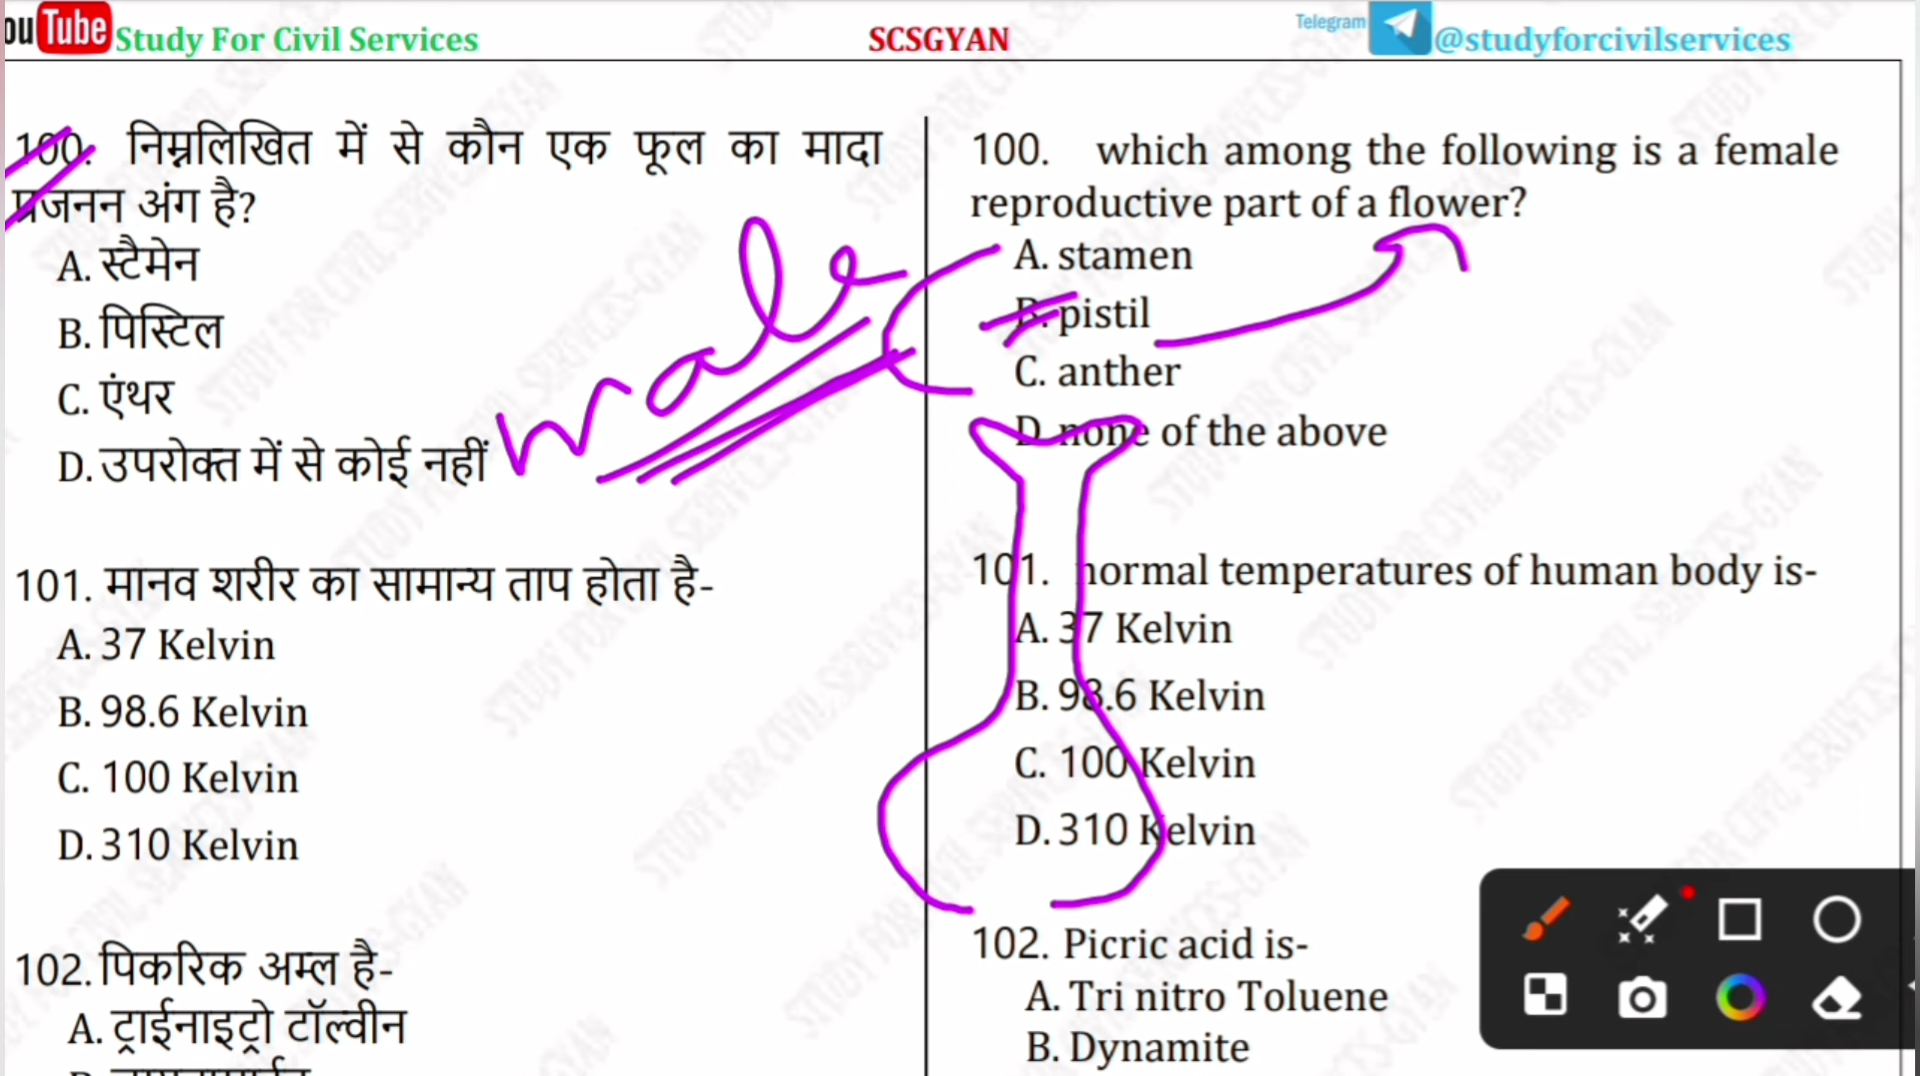 ou Tube Study For Civil Services
SCSGYAN
Telegram @studyforcivilservices
100. निम्नलिखित में से कौन एक फूल का मादा
प्रजनन अंग है?
A. स्टैमेन
B. पिस्टिल
C. एंथर
D. उपरोक्त में से कोई नहीं
male
101. मानव शरीर का सामान्य ताप होता है-
A. 37 Kelvin
B. 98.6 Kelvin
C. 100 Kelvin
D. 310 Kelvin
102. पिकरिक अम्ल है-
A. ट्राईनाइट्रो टॉल्वीन
100. which among the following is a female
reproductive part of a flower?
A. stamen
B. pistil
C. anther
D. none of the above
101. normal temperatures of human body is-
A. 37 Kelvin
B. 98.6 Kelvin
C. 100 Kelvin
D. 310 Kelvin
102. Picric acid is-
A. Tri nitro Toluene
B. Dynamite